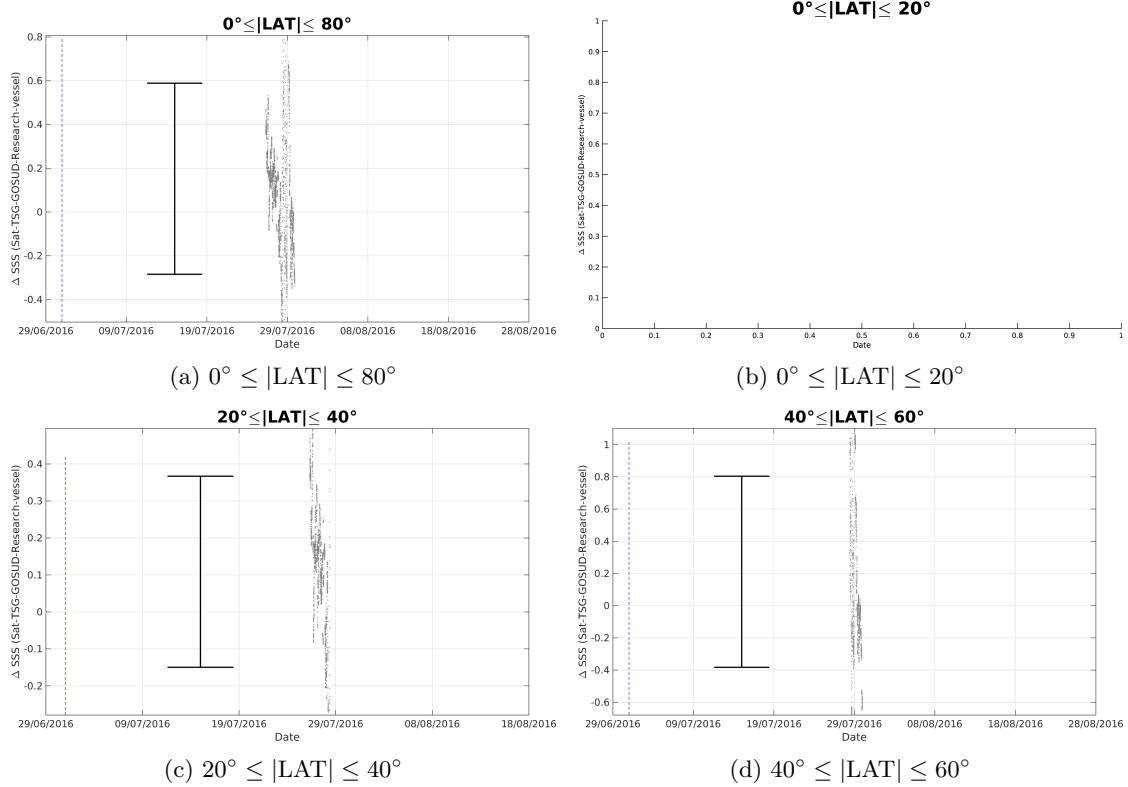 0°≤|LAT|≤ 80°
Δ SSS (Sat-TSG-GOSUD-Research-vessel)
0.8
0.6
0.4
0.2
0
-0.2
-0.4
29/06/2016 09/07/2016 19/07/2016 29/07/2016 08/08/2016 18/08/2016 28/08/2016
Date
(a) 0° ≤ |LAT| ≤ 80°
0°≤|LAT|≤ 20°
Δ SSS (Sat-TSG-GOSUD-Research-vessel)
1
0.9
0.8
0.7
0.6
0.5
0.4
0.3
0.2
0.1
0
0 0.1 0.2 0.3 0.4 0.5 0.6 0.7 0.8 0.9 1
Date
(b) 0° ≤ |LAT| ≤ 20°
20°≤|LAT|≤ 40°
Δ SSS (Sat-TSG-GOSUD-Research-vessel)
0.4
0.3
0.2
0.1
0
-0.1
-0.2
29/06/2016 09/07/2016 19/07/2016 29/07/2016 08/08/2016 18/08/2016
Date
(c) 20° ≤ |LAT| ≤ 40°
40°≤|LAT|≤ 60°
Δ SSS (Sat-TSG-GOSUD-Research-vessel)
1
0.8
0.6
0.4
0.2
0
-0.2
-0.4
-0.6
29/06/2016 09/07/2016 19/07/2016 29/07/2016 08/08/2016 18/08/2016 28/08/2016
Date
(d) 40° ≤ |LAT| ≤ 60°